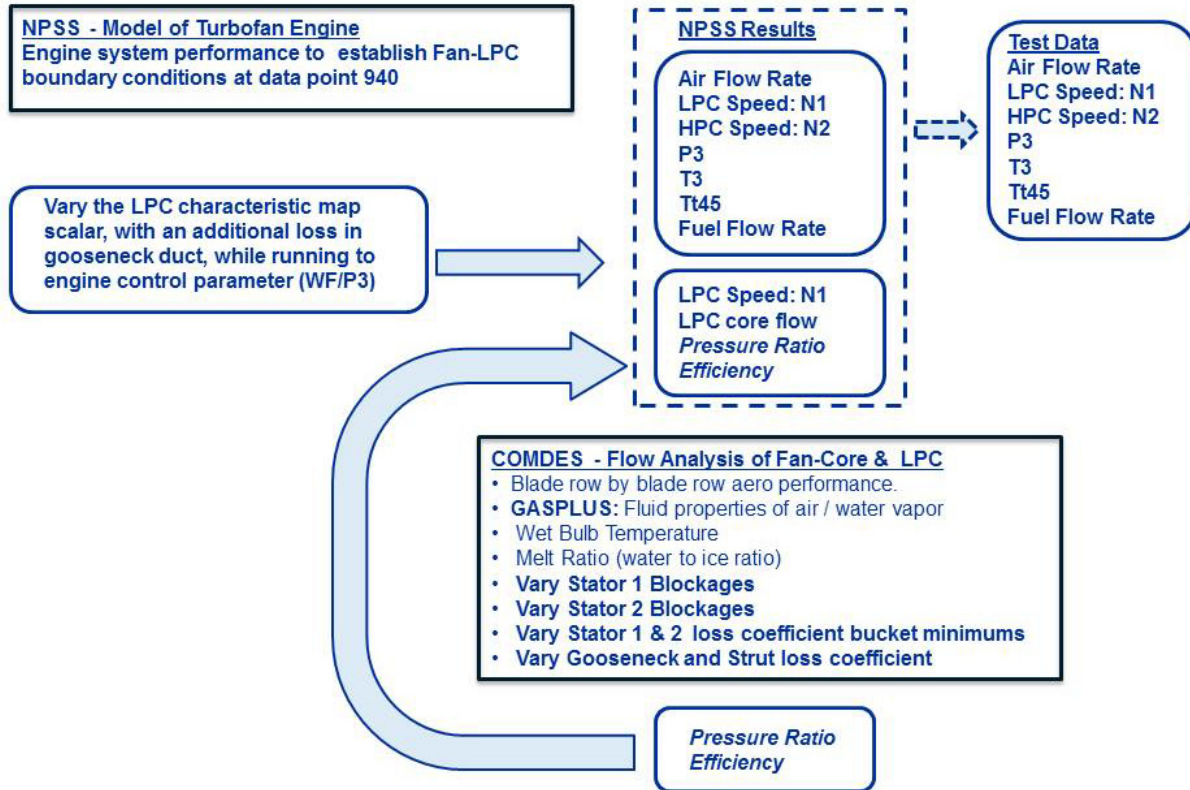 NPSS - Model of Turbofan Engine
Engine system performance to establish Fan-LPC
boundary conditions at data point 940
NPSS Results
Air Flow Rate
LPC Speed: N1
HPC Speed: N2
P3
T3
Tt45
Fuel Flow Rate
Test Data
Air Flow Rate
LPC Speed: N1
HPC Speed: N2
P3
T3
Tt45
Fuel Flow Rate
Vary the LPC characteristic map
scalar, with an additional loss in
gooseneck duct, while running to
engine control parameter (WF/P3)
LPC Speed: N1
LPC core flow
Pressure Ratio
Efficiency
COMDES - Flow Analysis of Fan-Core & LPC
• Blade row by blade row aero performance.
• GASPLUS: Fluid properties of air / water vapor
• Wet Bulb Temperature
• Melt Ratio (water to ice ratio)
• Vary Stator 1 Blockages
• Vary Stator 2 Blockages
• Vary Stator 1 & 2 loss coefficient bucket minimums
• Vary Gooseneck and Strut loss coefficient
Pressure Ratio
Efficiency